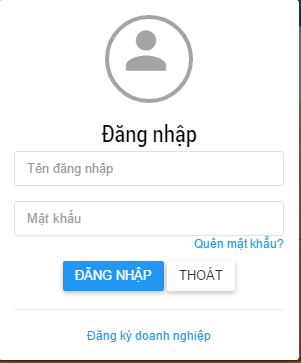 Đăng nhập
Tên đăng nhập
Mật khẩu
Quên mật khẩu?
ĐĂNG NHẬP THOÁT
Đăng ký doanh nghiệp